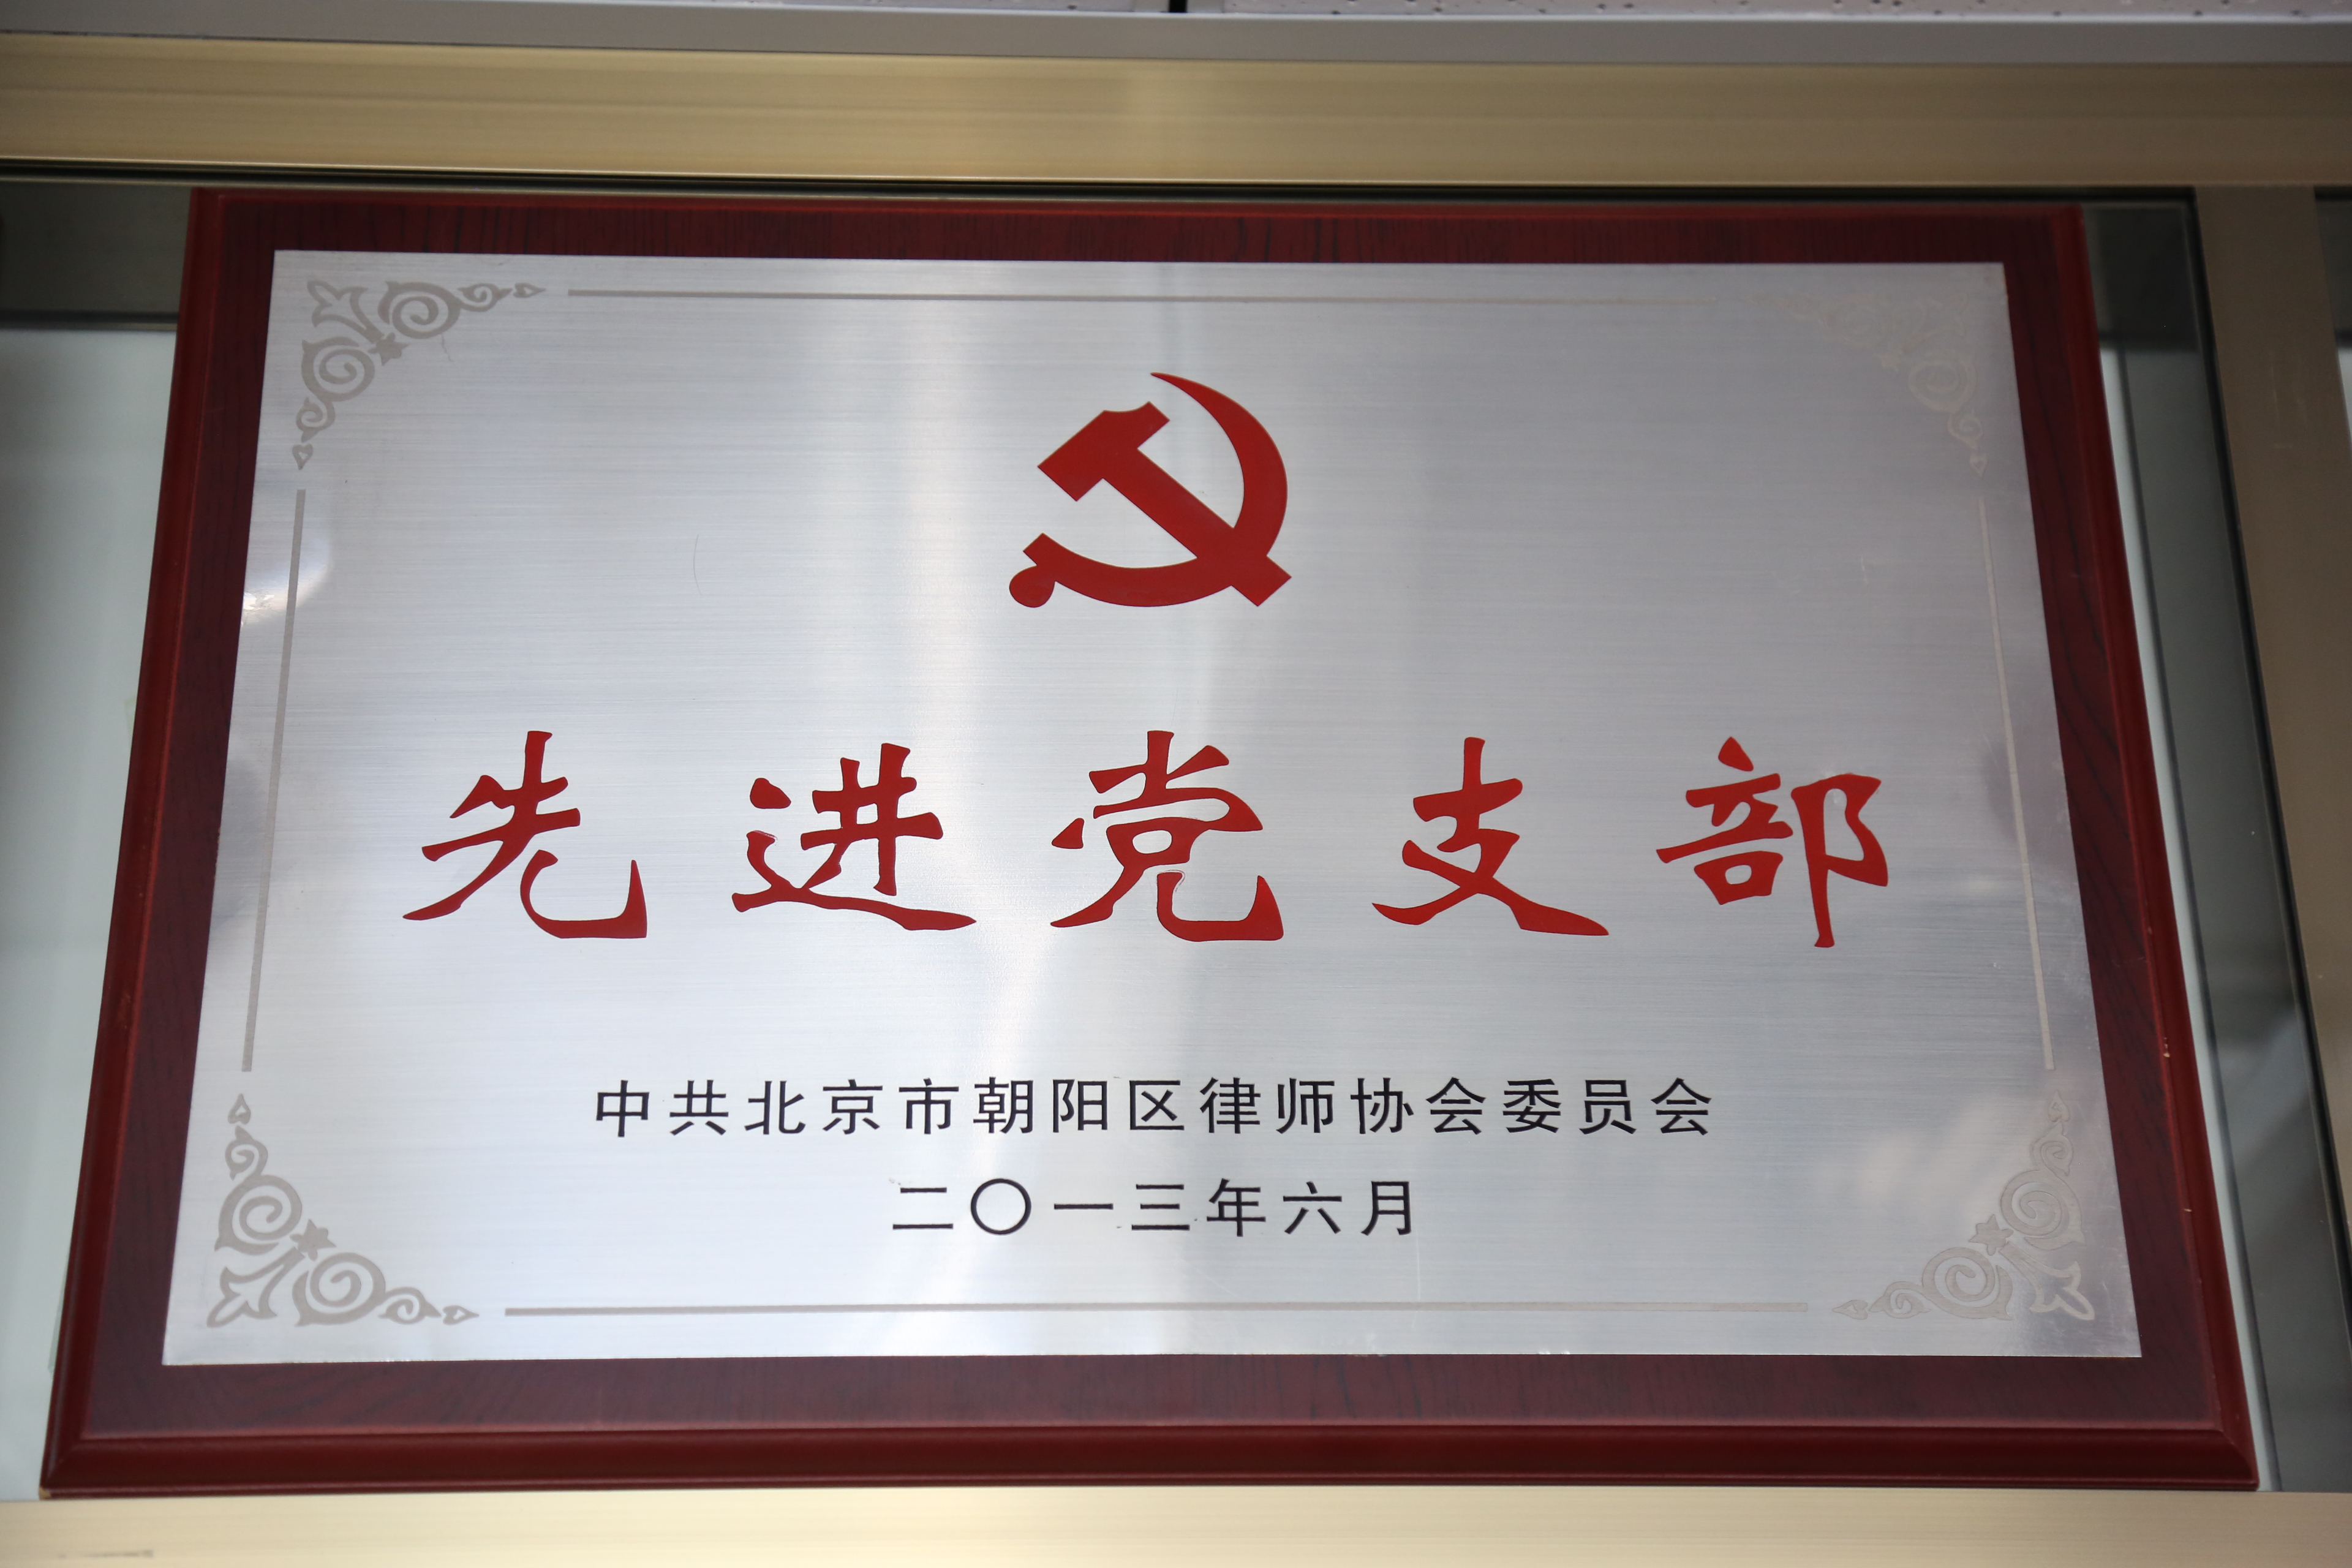 先进党支部
中共北京市朝阳区律师协会委员会
二〇一三年六月